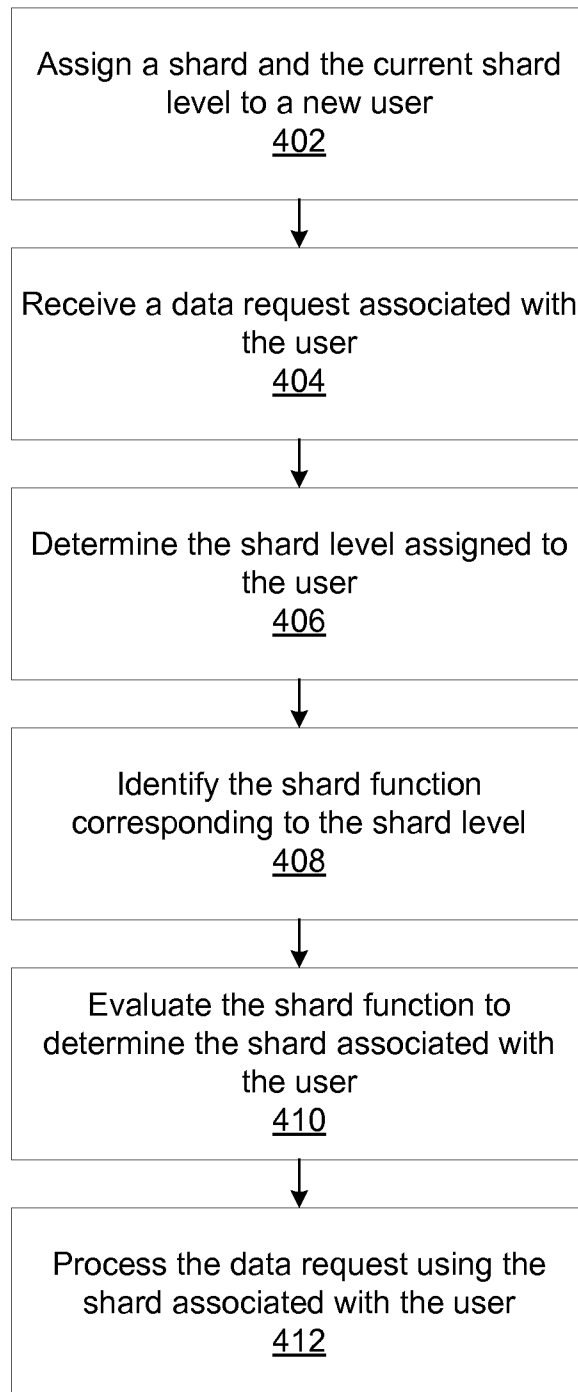 Assign a shard and the current shard
level to a new user
402
Receive a data request associated with
the user
404
Determine the shard level assigned to
the user
406
Identify the shard function
corresponding to the shard level
408
Evaluate the shard function to
determine the shard associated with
the user
410
Process the data request using the
shard associated with the user
412